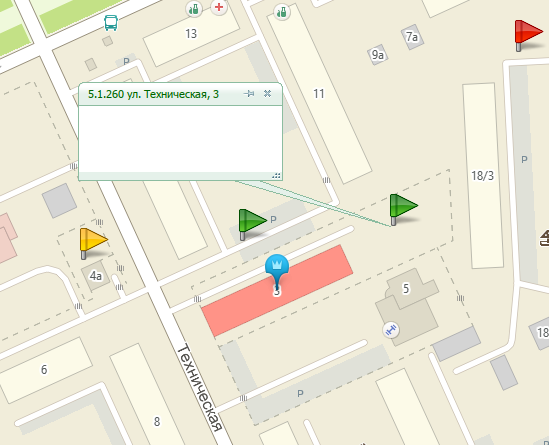 13
7а
9а
P
5.1.260 ул. Техническая, 3
11
18/3
P
P
4а
3
5
18
6
8
Техническая
P
P